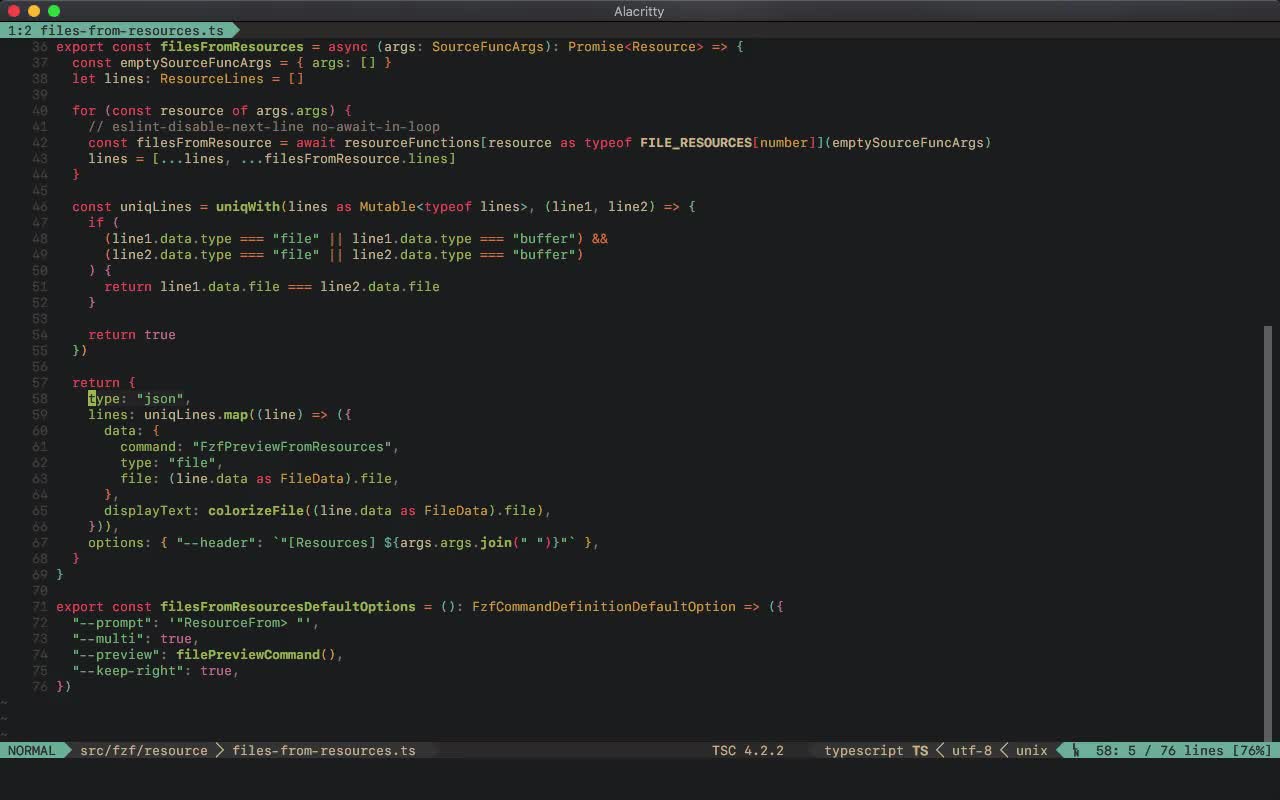 Alacritty
1:2 files-from-resources.ts
36 export const filesFromResources = async (args: SourceFuncArgs): Promise<Resource> => {
37   const emptySourceFuncArgs = { args: [] }
38   let lines: ResourceLines = []
39
40   for (const resource of args.args) {
41     // eslint-disable-next-line no-await-in-loop
42     const filesFromResource = await resourceFunctions[resource as typeof FILE_RESOURCES[number]](emptySourceFuncArgs)
43     lines = [...lines, ...filesFromResource.lines]
44   }
45
46   const uniqLines = uniqWith(lines as Mutable<typeof lines>, (line1, line2) => {
47     if (
48       (line1.data.type === "file" || line1.data.type === "buffer") &&
49       (line2.data.type === "file" || line2.data.type === "buffer")
50     ) {
51       return line1.data.file === line2.data.file
52     }
53
54     return true
55   })
56
57   return {
58     type: "json",
59     lines: uniqLines.map((line) => ({
60       data: {
61         command: "FzfPreviewFromResources",
62         type: "file",
63         file: (line.data as FileData).file,
64       },
65       displayText: colorizeFile((line.data as FileData).file),
66     })),
67     options: { "--header": `"[Resources] ${args.args.join(" ")}"` },
68   }
69 }
70
71 export const filesFromResourcesDefaultOptions = (): FzfCommandDefinitionDefaultOption => ({
72   "--prompt": '"ResourceFrom> "',
73   "--multi": true,
74   "--preview": filePreviewCommand(),
75   "--keep-right": true,
76 })
~
~
~
NORMAL src/fzf/resource files-from-resources.ts TSC 4.2.2 typescript TS utf-8 unix 58: 5 / 76 lines [76%]